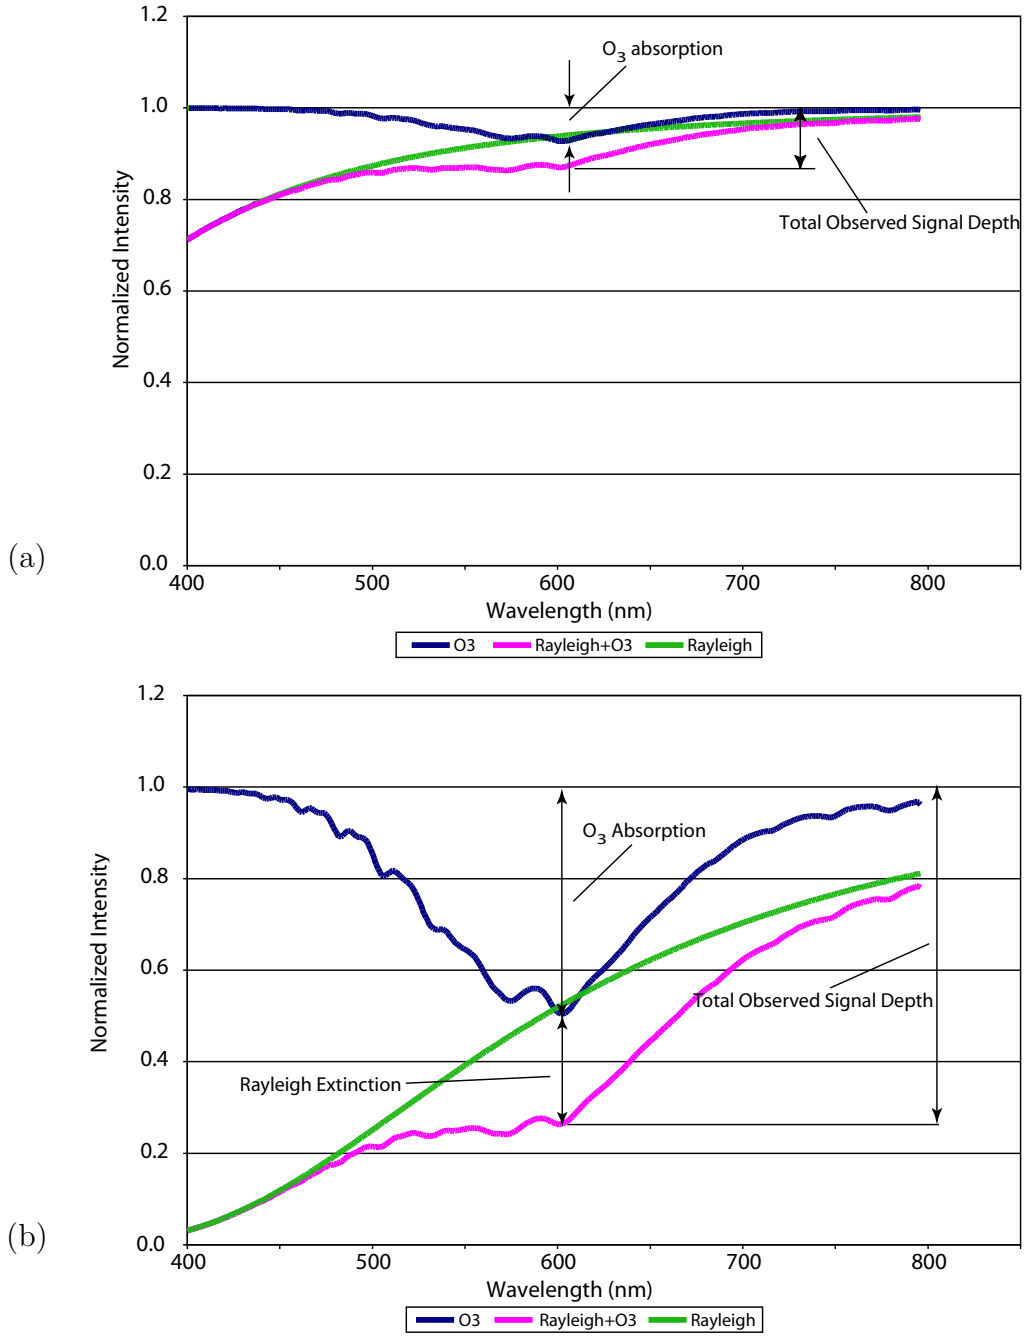 1.2
O3 absorption
1.0
0.8
Total Observed Signal Depth
Normalized Intensity
0.6
0.4
0.2
(a)
0.0
400 500 600 700 800
Wavelength (nm)
O3 Rayleigh+O3 Rayleigh
1.2
1.0
O3 Absorption
0.8
Normalized Intensity
0.6
Total Observed Signal Depth
0.4
Rayleigh Extinction
0.2
(b)
0.0
400 500 600 700 800
Wavelength (nm)
O3 Rayleigh+O3 Rayleigh